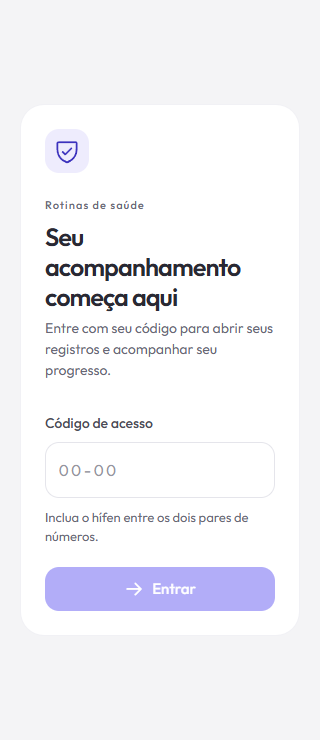 Rotinas de saúde
Seu
acompanhamento
começa aqui
Entre com seu código para abrir seus
registros e acompanhar seu
progresso.
Código de acesso
00-00
Inclua o hífen entre os dois pares de
números.
Entrar